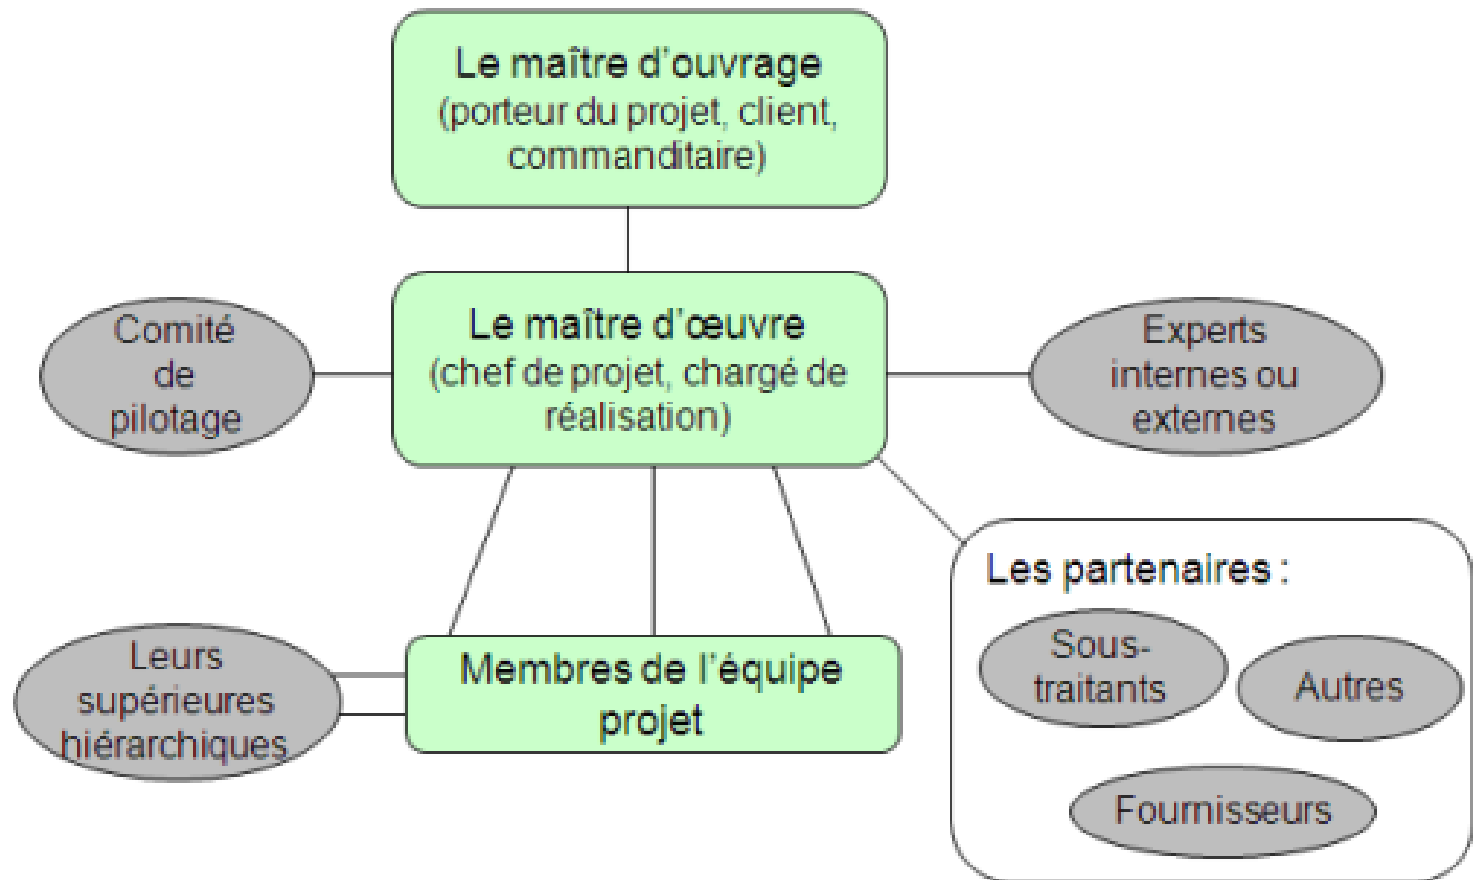 Le maître d'ouvrage
(porteur du projet, client,
commanditaire)
Le maître d'œuvre
(chef de projet, chargé de
réalisation)
Comité
de
pilotage
Experts
internes ou
externes
Leurs
supérieures
hiérarchiques
Membres de l'équipe
projet
Les partenaires :
Sous-
traitants
Autres
Fournisseurs